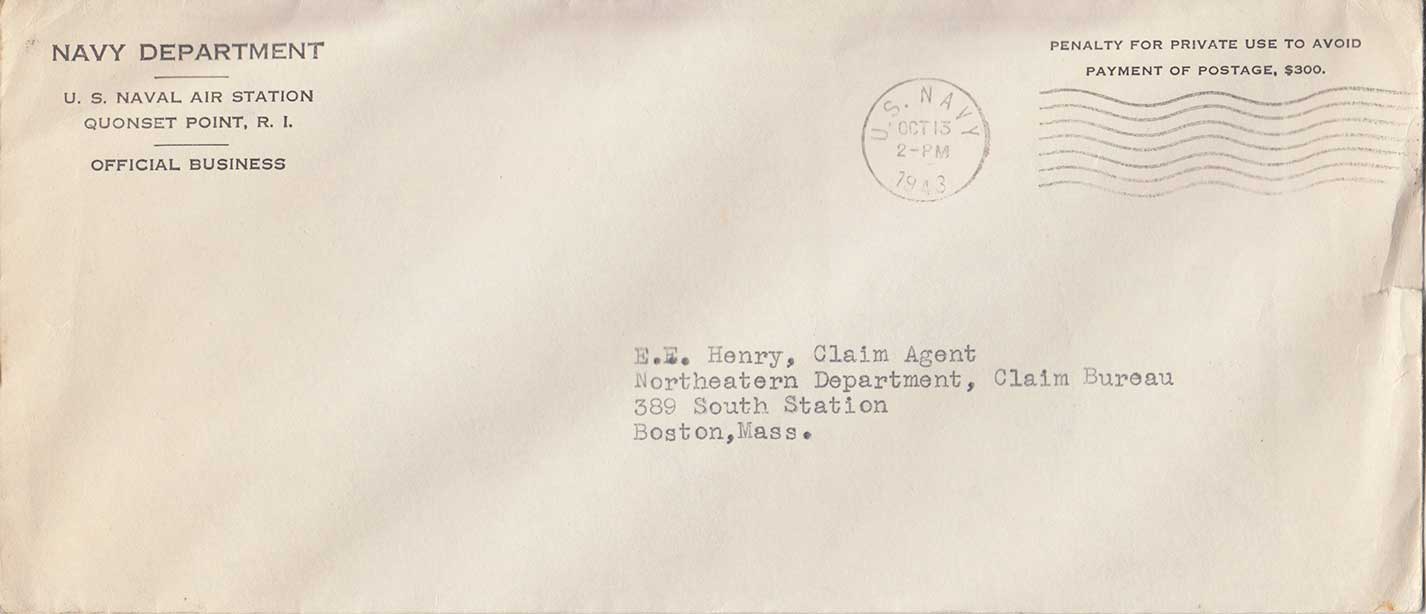 NAVY DEPARTMENT
U. S. NAVAL AIR STATION
QUONSET POINT, R. I.
OFFICIAL BUSINESS
PENALTY FOR PRIVATE USE TO AVOID
PAYMENT OF POSTAGE, $300.
U.S. NAVY
OCT 13
2-PM
1943
E.E. Henry, Claim Agent
Northeatern Department, Claim Bureau
389 South Station
Boston,Mass.